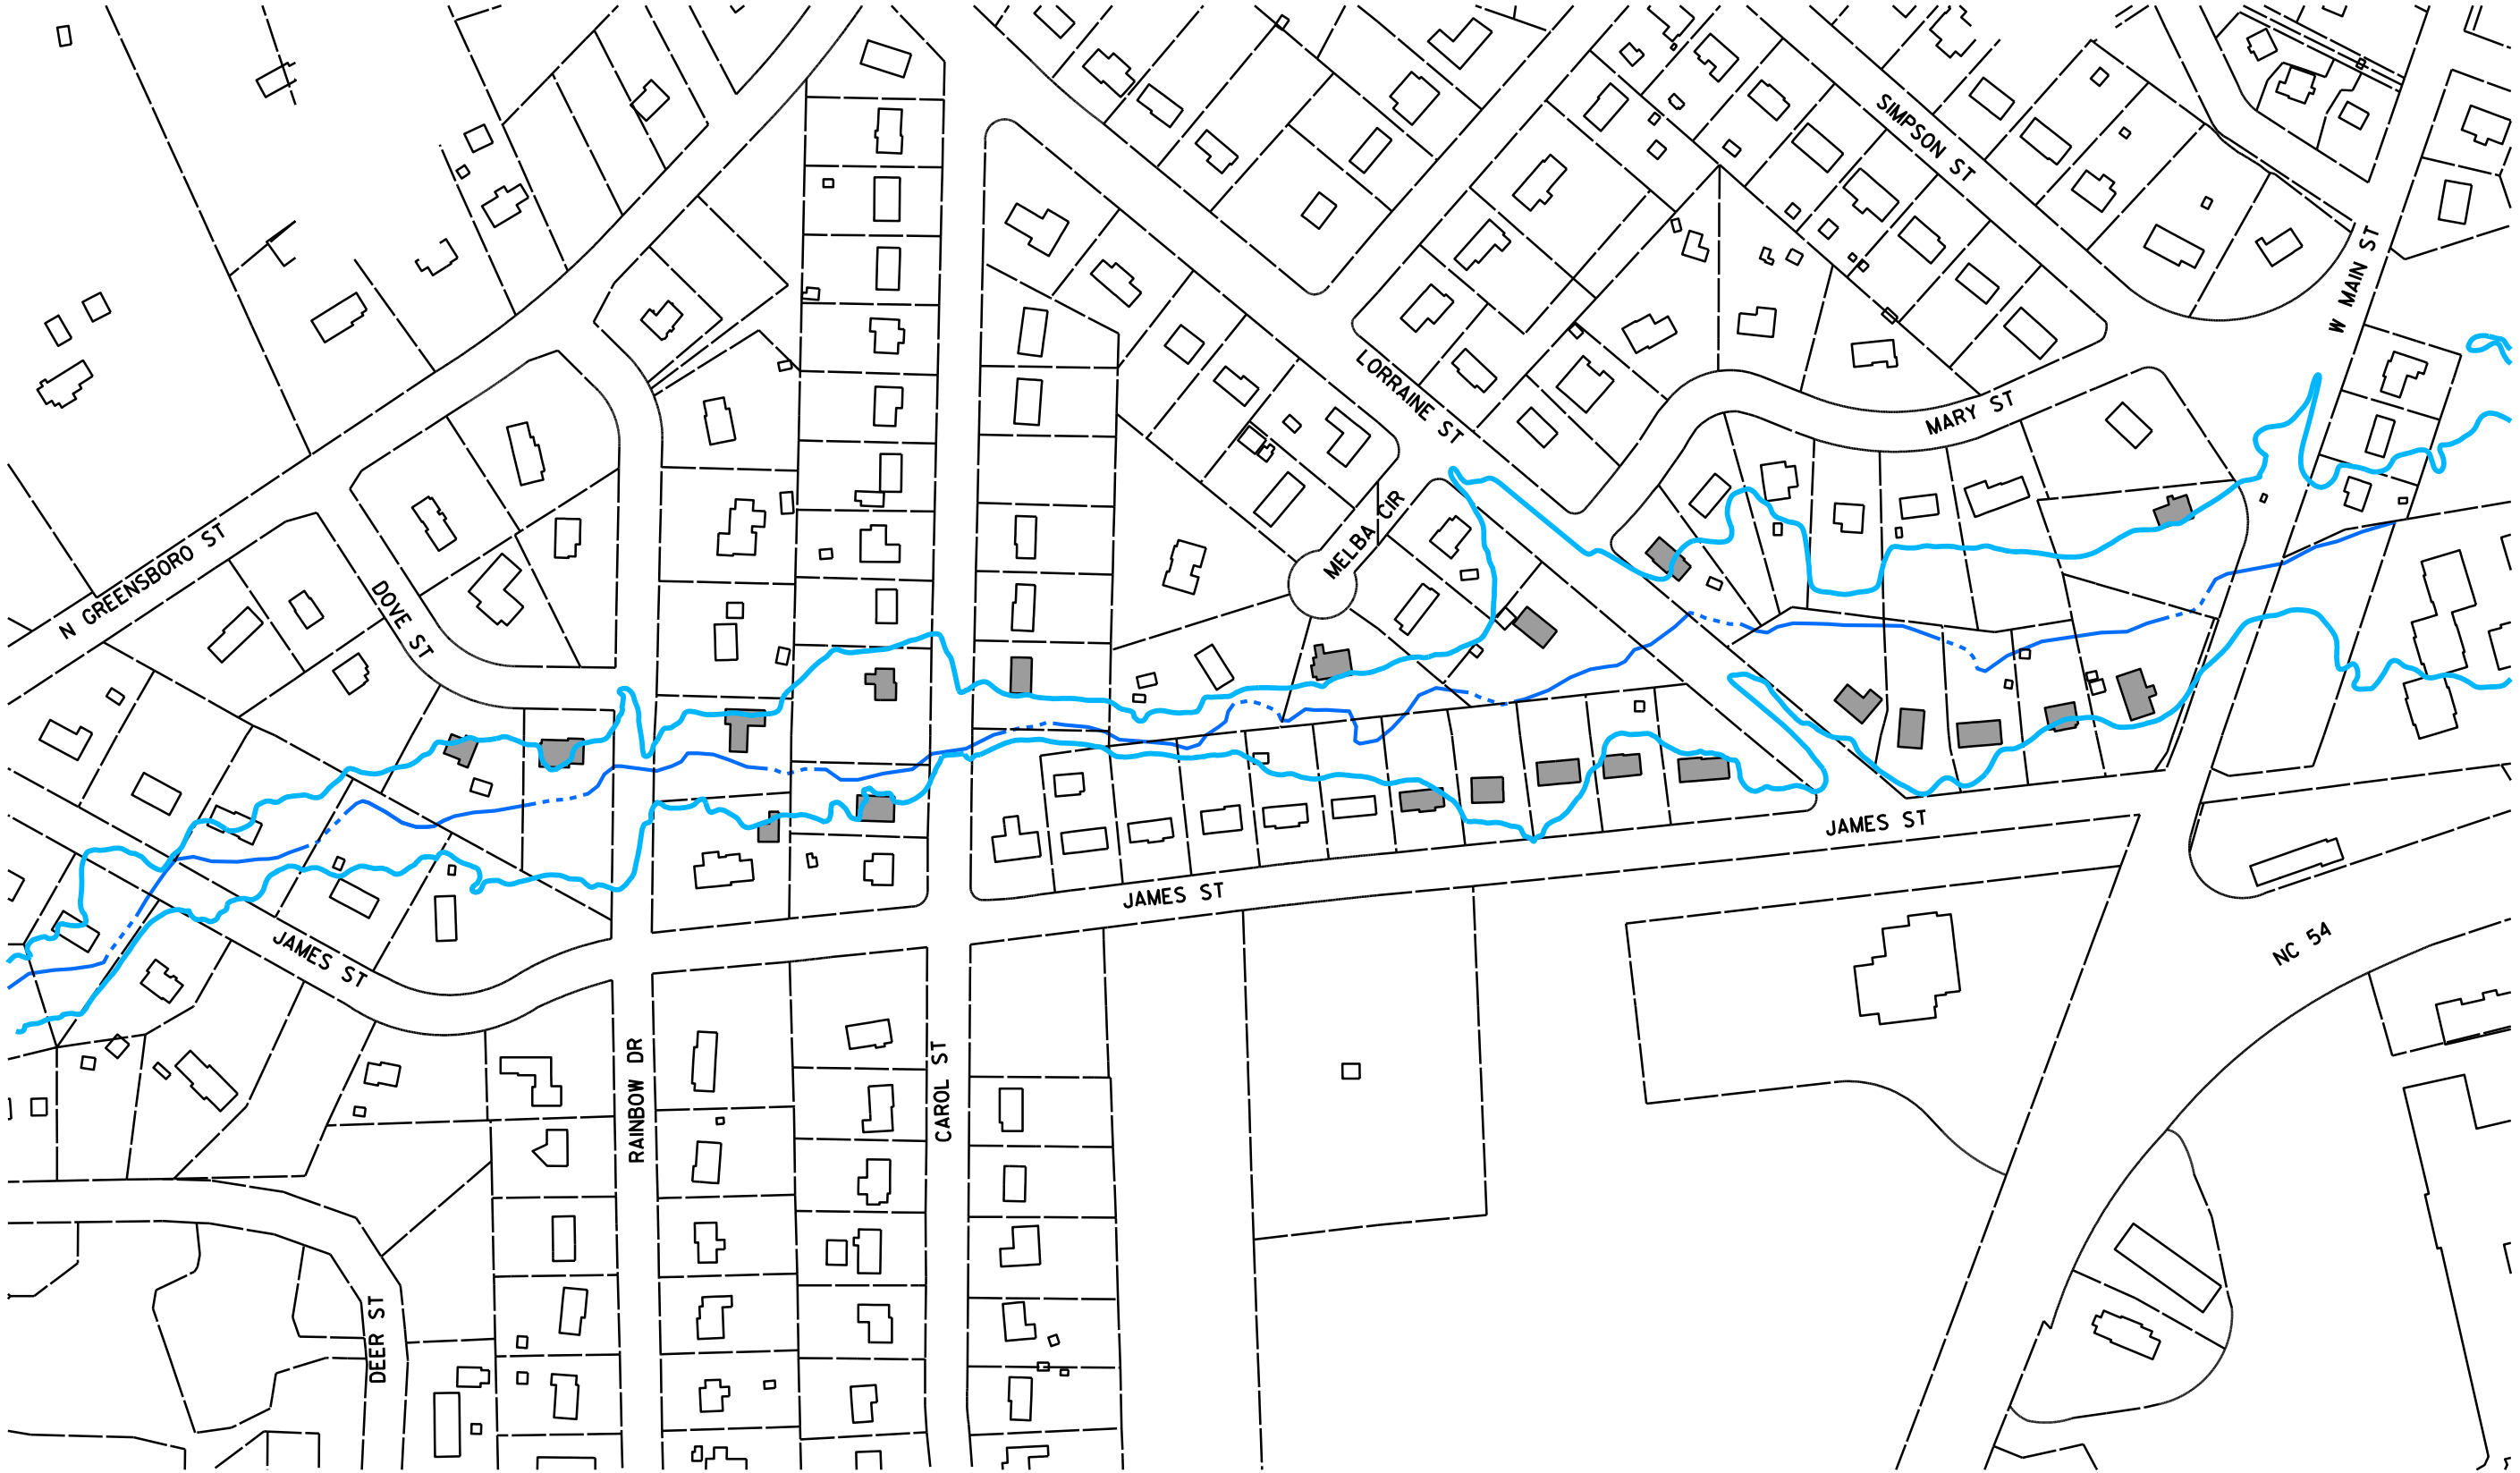 SIMPSON ST
W MAIN ST
LORRAINE ST
MARY ST
MELBA CIR
N GREENSBORO ST
DOVE ST
JAMES ST
JAMES ST
JAMES ST
NC 54
RAINBOW DR
CAROL ST
DEER ST